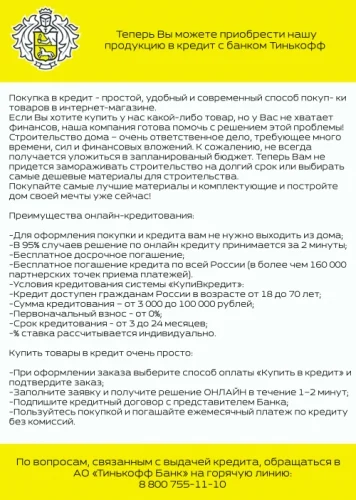 Теперь Вы можете приобрести нашу
продукцию в кредит с банком Тинькофф
Покупка в кредит - простой, удобный и современный способ покуп- ки
товаров в интернет-магазине.
Если Вы хотите купить у нас какой-либо товар, но у Вас не хватает
финансов, наша компания готова помочь с решением этой проблемы!
Строительство дома – очень ответственное дело, требующее много
времени, сил и финансовых вложений. К сожалению, не всегда
получается уложиться в запланированый бюджет. Теперь Вам не
придется замораживать строительство на долгий срок или выбирать
самые дешевые материалы для строительства.
Покупайте самые лучшие материалы и комплектующие и постройте
дом своей мечты уже сейчас!
Преимущества онлайн-кредитования:
-Для оформления покупки и кредита вам не нужно выходить из дома;
-В 95% случаев решение по онлайн кредиту принимается за 2 минуты;
-Бесплатное досрочное погашение;
-Бесплатное погашение кредита по всей России (в более чем 160 000
партнерских точек приема платежей).
-Условия кредитования системы «КупиВкредит»:
-Кредит доступен гражданам России в возрасте от 18 до 70 лет;
-Сумма кредитования – от 3 000 до 100 000 рублей;
-Первоначальный взнос - от 0%;
-Срок кредитования - от 3 до 24 месяцев;
-% ставка рассчитывается индивидуально.
Купить товары в кредит очень просто:
-При оформлении заказа выберите способ оплаты «Купить в кредит» и
подтвердите заказ;
-Заполните заявку и получите решение ОНЛАЙН в течение 1–2 минут;
-Подпишите кредитный договор с представителем Банка;
-Пользуйтесь покупкой и погашайте ежемесячный платеж по кредиту
без комиссий.
По вопросам, связанным с выдачей кредита, обращаться в
АО «Тинькофф Банк» на горячую линию:
8 800 755-11-10